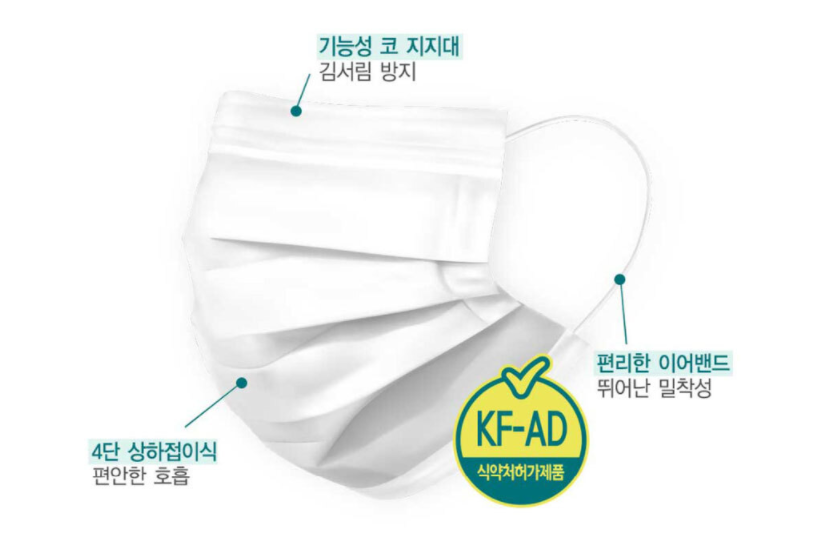 기능성 코 지지대
김서림 방지
편리한 이어밴드
뛰어난 밀착성
4단 상하접이식
편안한 호흡
KF-AD
식약처허가제품